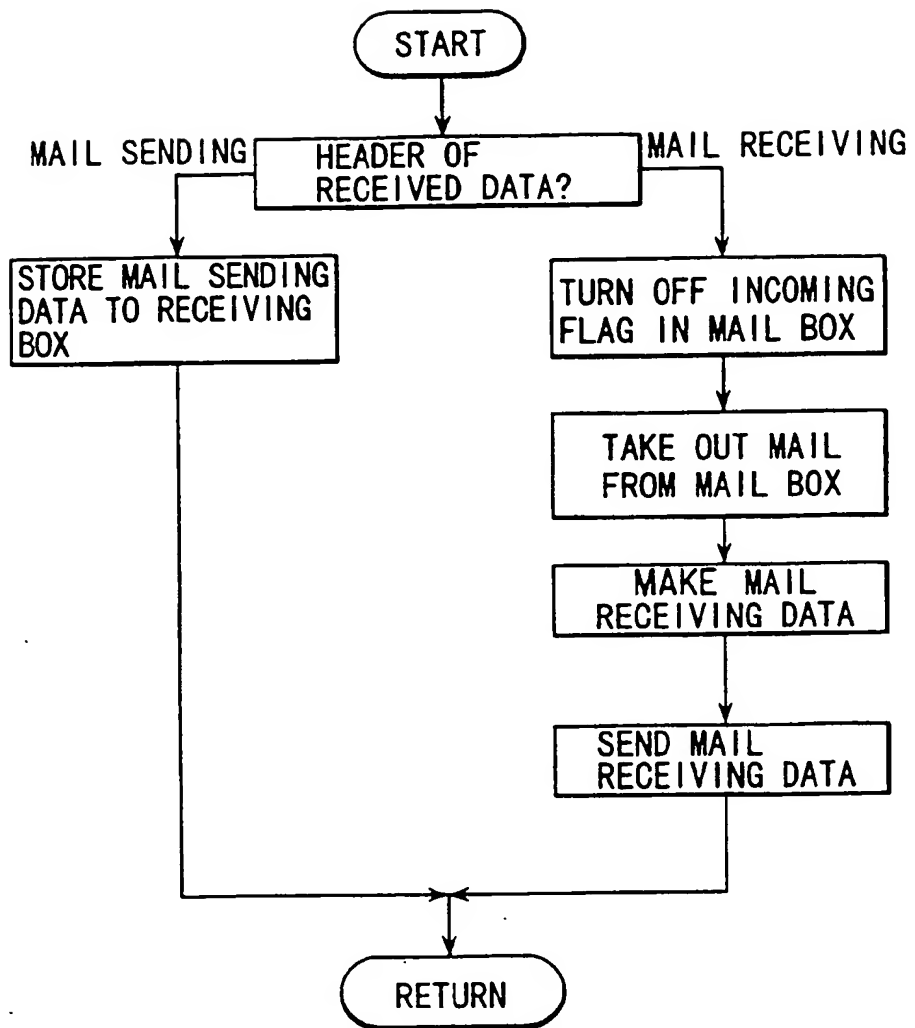 START
MAIL SENDING
HEADER OF
RECEIVED DATA?
MAIL RECEIVING
STORE MAIL SENDING
DATA TO RECEIVING
BOX
TURN OFF INCOMING
FLAG IN MAIL BOX
TAKE OUT MAIL
FROM MAIL BOX
MAKE MAIL
RECEIVING DATA
SEND MAIL
RECEIVING DATA
RETURN